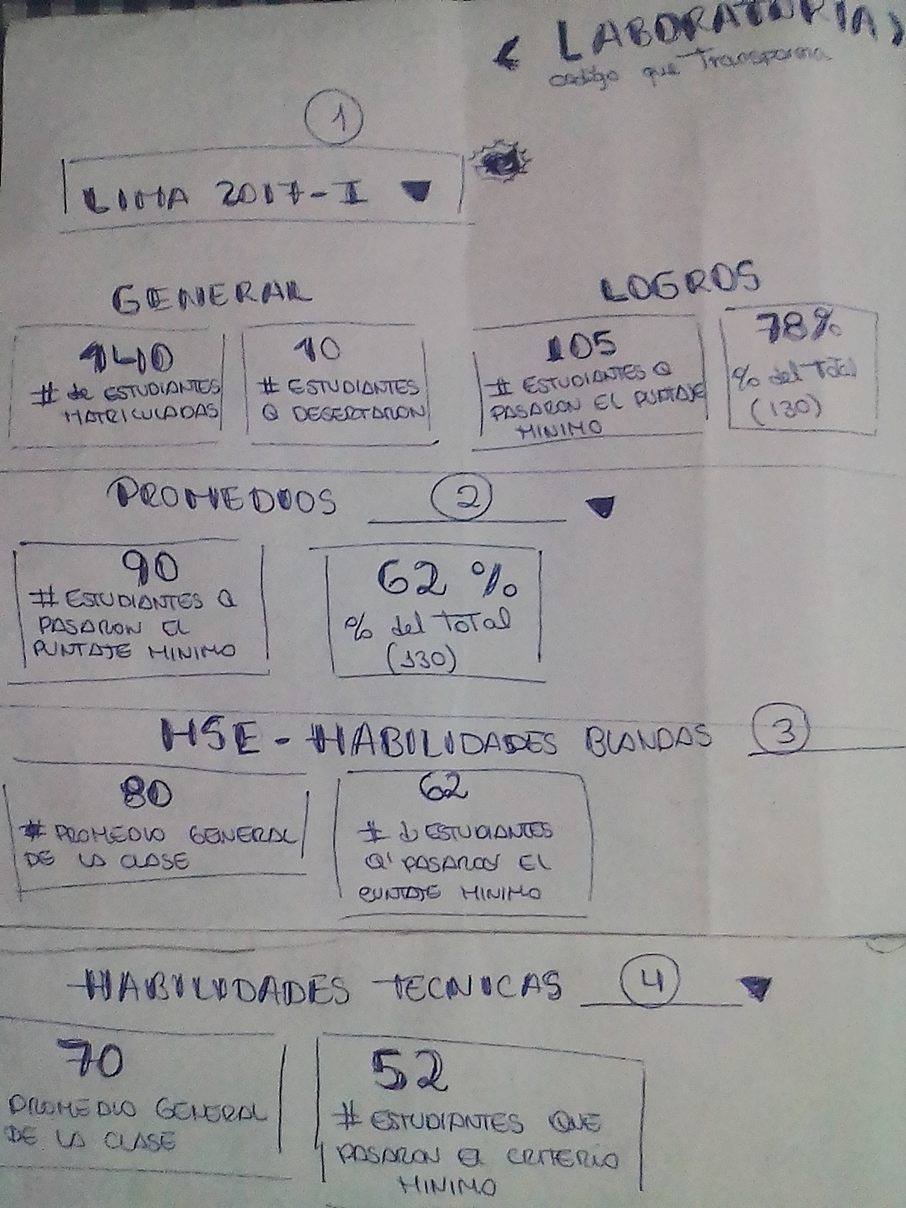 < LABORATORIA>
código que Transforma
1
LIMA 2017-I
GENERAL
LOGROS
140
# de ESTUDIANTES
MATRICULADAS
10
# ESTUDIANTES
Q DESERTARON
105
# ESTUDIANTES Q
PASARON EL PUNTAJE
MINIMO
78%
% del Total
(130)
PROMEDIOS 2
90
# ESTUDIANTES Q
PASARON EL
PUNTAJE MINIMO
62 %
% del Total
(130)
HSE - HABILIDADES BLANDAS 3
80
# PROMEDIO GENERAL
DE LA CLASE
62
# d ESTUDIANTES
Q' PASARON EL
PUNTAJE MINIMO
HABILIDADES TECNICAS 4
70
PROMEDIO GENERAL
DE LA CLASE
52
# ESTUDIANTES QUE
PASARON EL CRITERIO
MINIMO